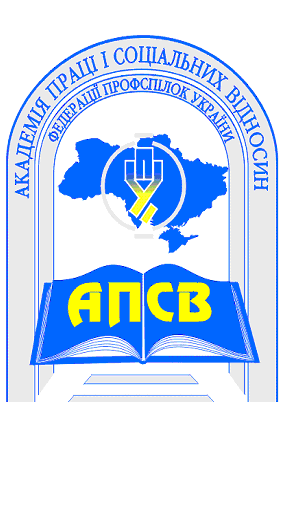 АКАДЕМІЯ ПРАЦІ І СОЦІАЛЬНИХ ВІДНОСИН
ФЕДЕРАЦІЇ ПРОФСПІЛОК УКРАЇНИ
АПСВ